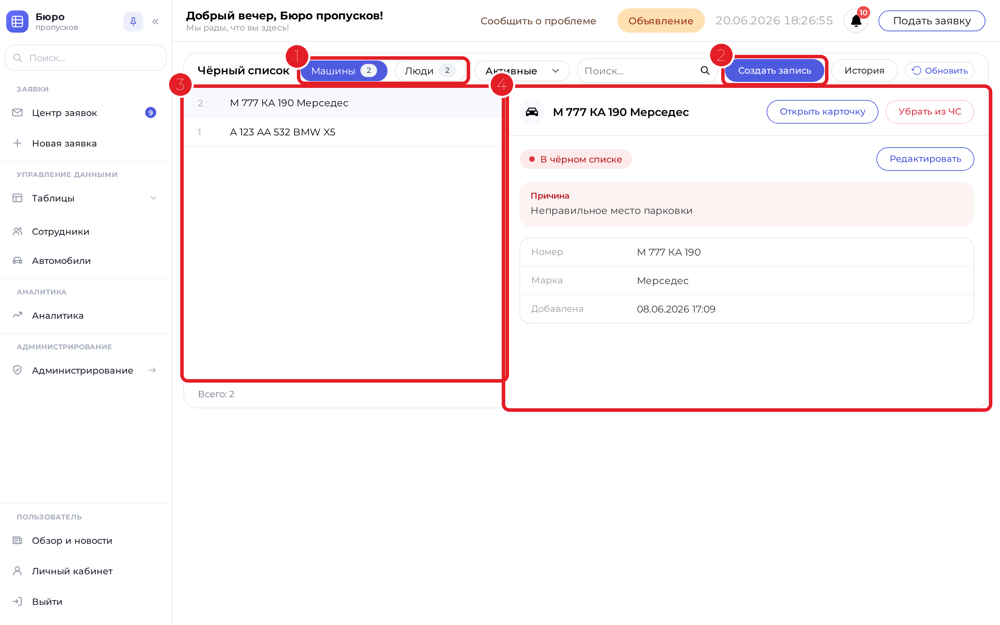 Бюро
пропусков
Поиск...
ЗАЯВКИ
Центр заявок 9
Новая заявка
УПРАВЛЕНИЕ ДАННЫМИ
Таблицы
Сотрудники
Автомобили
АНАЛИТИКА
Аналитика
АДМИНИСТРИРОВАНИЕ
Администрирование
ПОЛЬЗОВАТЕЛЬ
Обзор и новости
Личный кабинет
Выйти
Добрый вечер, Бюро пропусков!
Мы рады, что вы здесь!
Сообщить о проблеме
Объявление
20.06.2026 18:26:55
10
Подать заявку
Чёрный список
1
Машины 2
Люди 2
Активные
Поиск...
2
Создать запись
История
Обновить
3
2 М 777 КА 190 Мерседес
1 А 123 АА 532 BMW X5
Всего: 2
4
М 777 КА 190 Мерседес
Открыть карточку
Убрать из ЧС
В чёрном списке
Редактировать
Причина
Неправильное место парковки
Номер М 777 КА 190
Марка Мерседес
Добавлена 08.06.2026 17:09